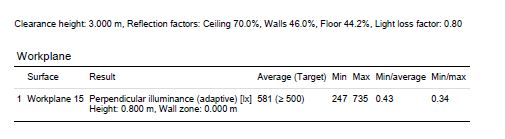 Clearance height: 3.000 m, Reflection factors: Ceiling 70.0%, Walls 46.0%, Floor 44.2%, Light loss factor: 0.80
Workplane
Surface Result Average (Target) Min Max Min/average Min/max
1 Workplane 15 Perpendicular illuminance (adaptive) [lx] 581 (≥ 500) 247 735 0.43 0.34
Height: 0.800 m, Wall zone: 0.000 m